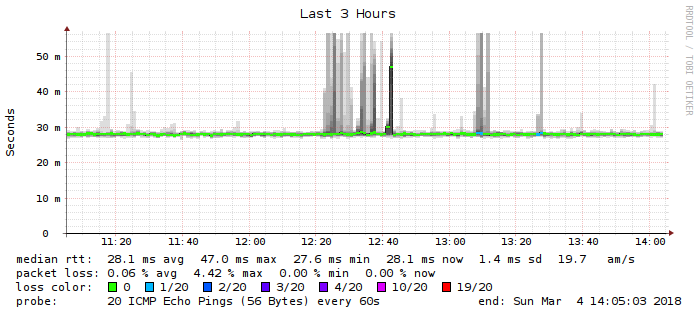 Last 3 Hours
RRDTOOL / TOBI OETIKER
Seconds
50 m
40 m
30 m
20 m
10 m
0
11:20 11:40 12:00 12:20 12:40 13:00 13:20 13:40 14:00
median rtt: 28.1 ms avg 47.0 ms max 27.6 ms min 28.1 ms now 1.4 ms sd 19.7 am/s
packet loss: 0.06 % avg 4.42 % max 0.00 % min 0.00 % now
loss color: 0 1/20 2/20 3/20 4/20 10/20 19/20
probe: 20 ICMP Echo Pings (56 Bytes) every 60s end: Sun Mar 4 14:05:03 2018